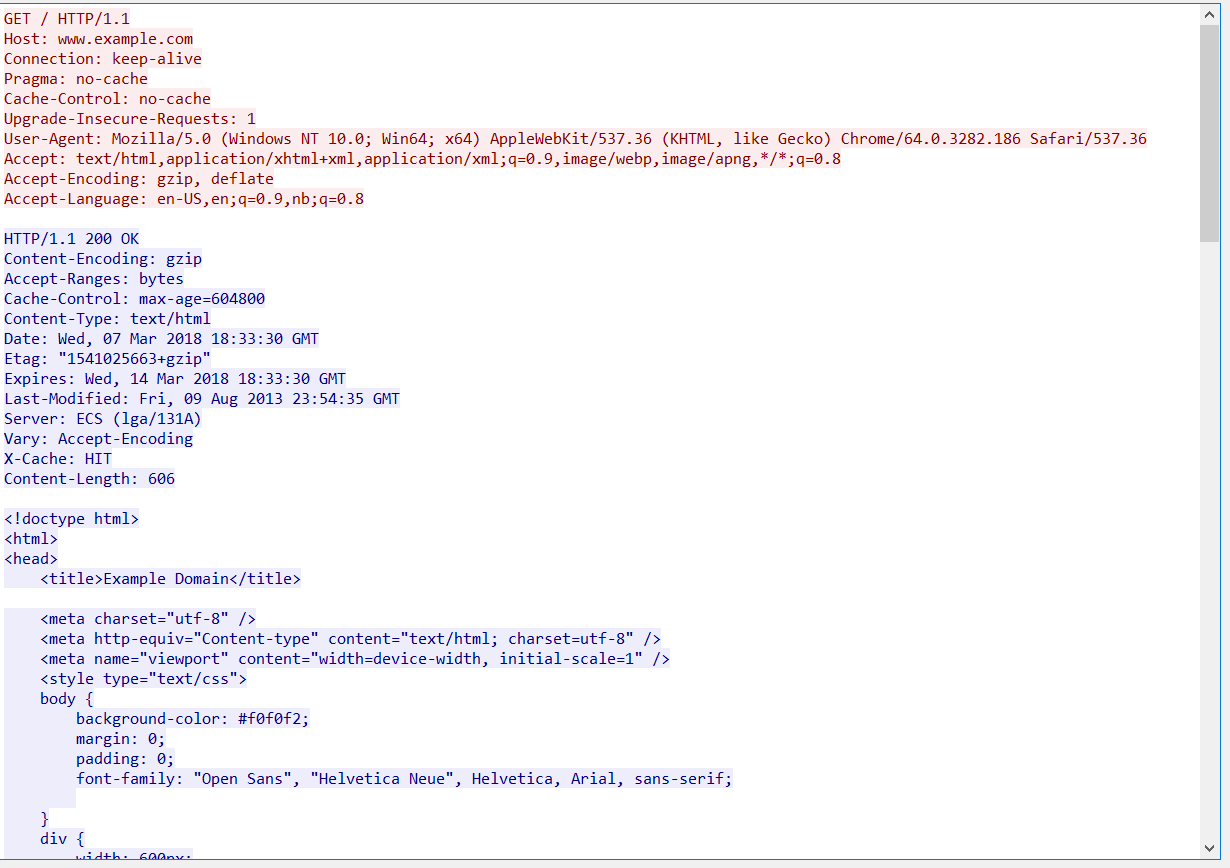 GET / HTTP/1.1
Host: www.example.com
Connection: keep-alive
Pragma: no-cache
Cache-Control: no-cache
Upgrade-Insecure-Requests: 1
User-Agent: Mozilla/5.0 (Windows NT 10.0; Win64; x64) AppleWebKit/537.36 (KHTML, like Gecko) Chrome/64.0.3282.186 Safari/537.36
Accept: text/html,application/xhtml+xml,application/xml;q=0.9,image/webp,image/apng,*/*;q=0.8
Accept-Encoding: gzip, deflate
Accept-Language: en-US,en;q=0.9,nb;q=0.8

HTTP/1.1 200 OK
Content-Encoding: gzip
Accept-Ranges: bytes
Cache-Control: max-age=604800
Content-Type: text/html
Date: Wed, 07 Mar 2018 18:33:30 GMT
Etag: "1541025663+gzip"
Expires: Wed, 14 Mar 2018 18:33:30 GMT
Last-Modified: Fri, 09 Aug 2013 23:54:35 GMT
Server: ECS (lga/131A)
Vary: Accept-Encoding
X-Cache: HIT
Content-Length: 606

<!doctype html>
<html>
<head>
    <title>Example Domain</title>

    <meta charset="utf-8" />
    <meta http-equiv="Content-type" content="text/html; charset=utf-8" />
    <meta name="viewport" content="width=device-width, initial-scale=1" />
    <style type="text/css">
    body {
        background-color: #f0f0f2;
        margin: 0;
        padding: 0;
        font-family: "Open Sans", "Helvetica Neue", Helvetica, Arial, sans-serif;

    }
    div {
        width: 600px;